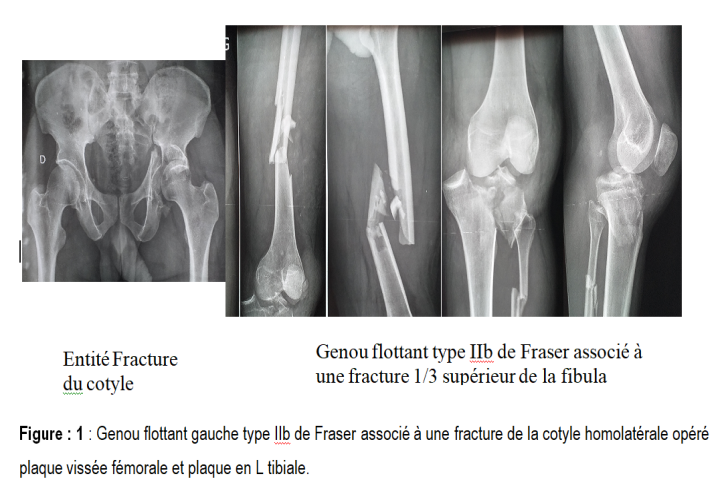 D
Entité Fracture
du cotyle
Genou flottant type IIb de Fraser associé à
une fracture 1/3 supérieur de la fibula
Figure : 1 : Genou flottant gauche type IIb de Fraser associé à une fracture de la cotyle homolatérale opéré
plaque vissée fémorale et plaque en L tibiale.